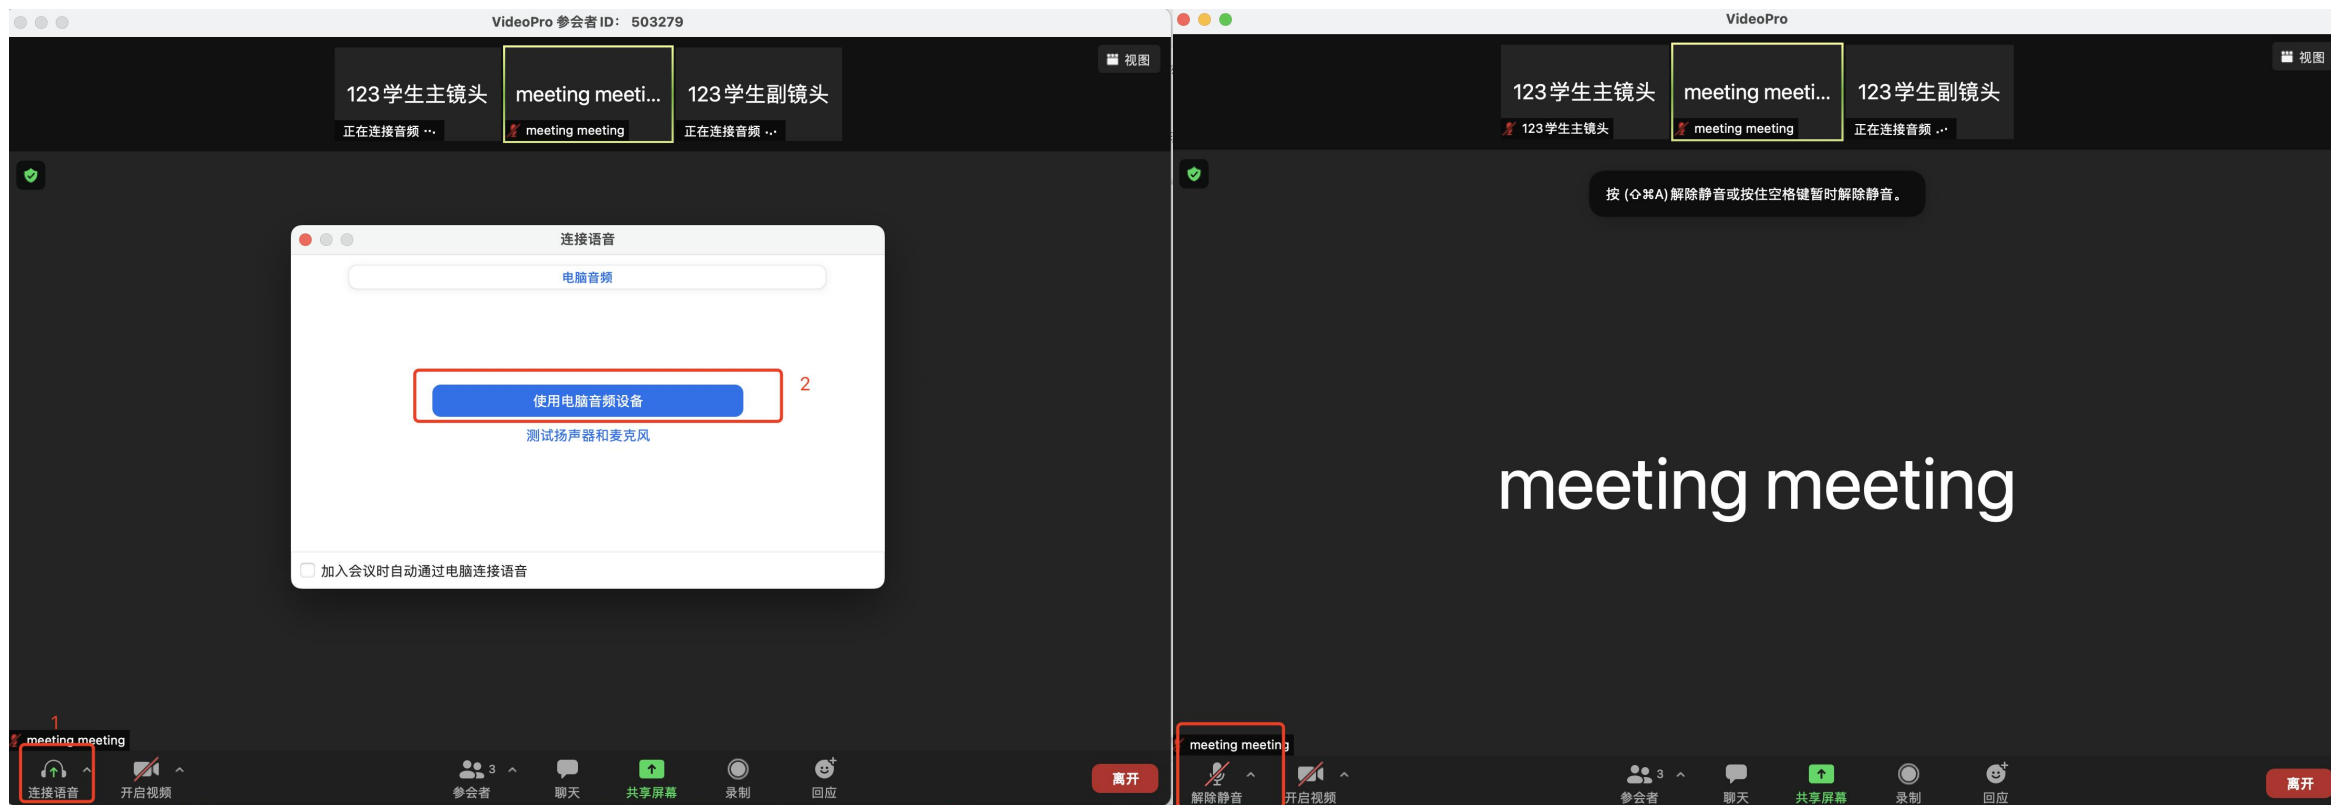 VideoPro 参会者ID： 503279
视图
123学生主镜头
meeting meeti...
123学生副镜头
正在连接音频 ...
meeting meeting
正在连接音频 ...
连接语音
电脑音频
使用电脑音频设备
2
测试扬声器和麦克风
加入会议时自动通过电脑连接语音
1
meeting meeting
连接语音
开启视频
3
参会者
聊天
共享屏幕
录制
回应
离开
VideoPro
视图
123学生主镜头
meeting meeti...
123学生副镜头
123学生主镜头
meeting meeting
正在连接音频 ...
按 (⇧⌘A) 解除静音或按住空格键暂时解除静音。
meeting meeting
meeting meeting
解除静音
开启视频
3
参会者
聊天
共享屏幕
录制
回应
离开